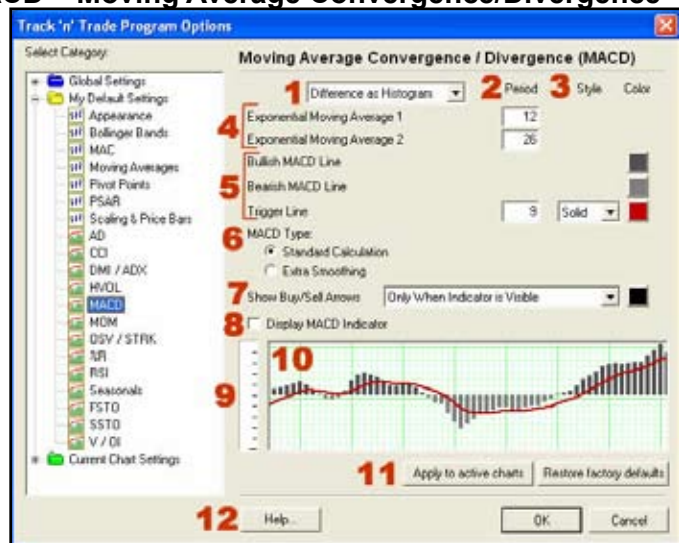 MACD – Moving Average Convergence/Divergence
Track 'n' Trade Program Options
Select Category:
Global Settings
My Default Settings
Appearance
Bollinger Bands
MAC
Moving Averages
Pivot Points
PSAR
Scaling & Price Bars
AD
CCI
DMI / ADX
HVOL
MACD
MOM
OSV / STRK
%R
RSI
Seasonals
FSTO
SSTO
V / OI
Current Chart Settings
Moving Average Convergence / Divergence (MACD)
1 Difference as Histogram 2 Period 3 Style Color
4 Exponential Moving Average 1 12
Exponential Moving Average 2 26
5 Bullish MACD Line
Bearish MACD Line
Trigger Line 9 Solid
6 MACD Type:
Standard Calculation
Extra Smoothing
7 Show Buy/Sell Arrows Only When Indicator is Visible
8 Display MACD Indicator
9 10
11 Apply to active charts Restore factory defaults
12 Help... OK Cancel